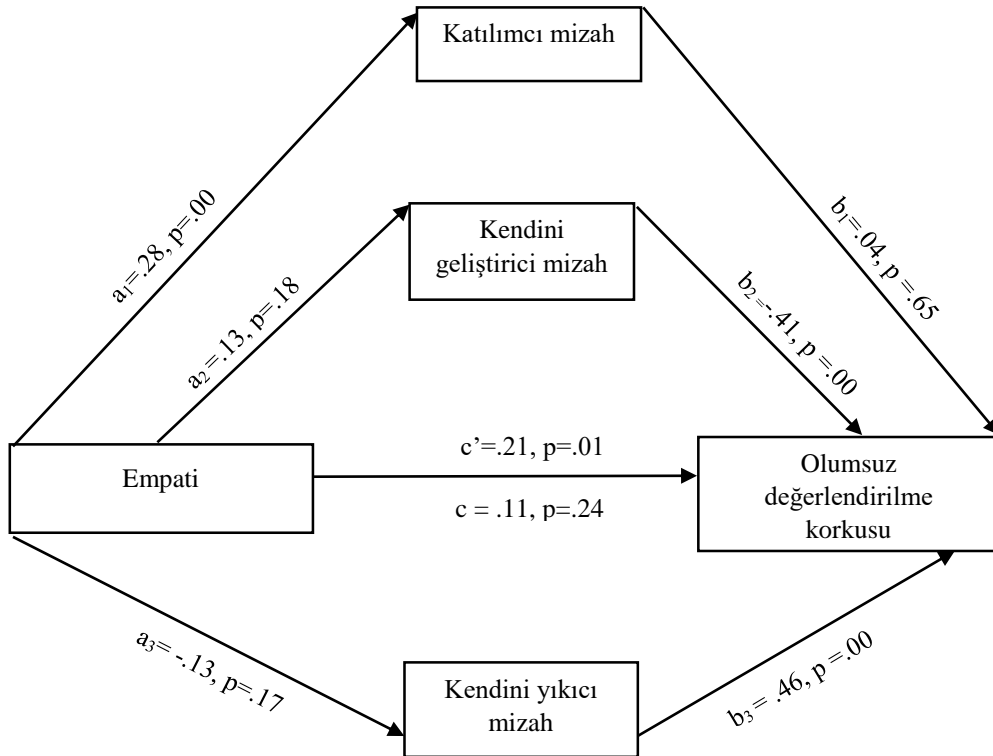 Katılımcı mizah
a₁=.28, p=.00
b₁=.04, p =.65
Kendini
geliştirici mizah
a₂=.13, p=.18
b₂ =-.41, p =.00
Empati
c’=.21, p=.01
c = .11, p=.24
Olumsuz
değerlendirilme
korkusu
a₃= -.13, p=.17
Kendini yıkıcı
mizah
b₃ = .46, p =.00